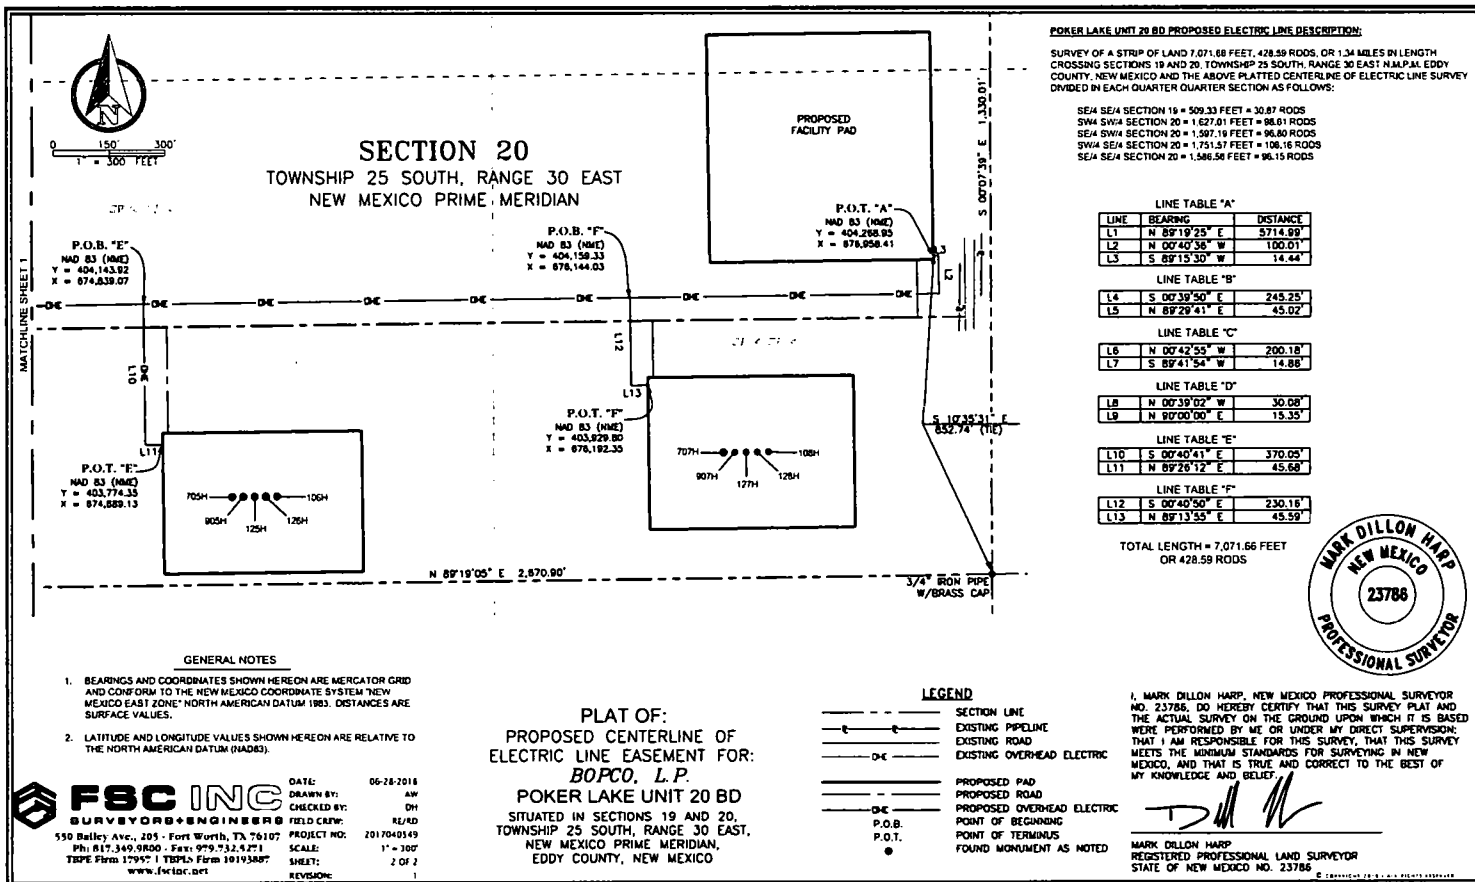 POKER LAKE UNIT 20 BD PROPOSED ELECTRIC LINE DESCRIPTION:
SURVEY OF A STRIP OF LAND 7,071.66 FEET, 428.59 RODS, OR 1.34 MILES IN LENGTH
CROSSING SECTIONS 19 AND 20, TOWNSHIP 25 SOUTH, RANGE 30 EAST N.M.P.M. EDDY
COUNTY, NEW MEXICO AND THE ABOVE PLATTED CENTERLINE OF ELECTRIC LINE SURVEY
DIVIDED IN EACH QUARTER QUARTER SECTION AS FOLLOWS:
SE/4 SE/4 SECTION 19 = 509.33 FEET = 30.87 RODS
SW/4 SW/4 SECTION 20 = 1,627.01 FEET = 98.61 RODS
SE/4 SW/4 SECTION 20 = 1,597.19 FEET = 96.80 RODS
SW/4 SE/4 SECTION 20 = 1,751.57 FEET = 106.16 RODS
SE/4 SE/4 SECTION 20 = 1,586.56 FEET = 96.15 RODS
N
0 150' 300'
1" = 300 FEET
SECTION 20
TOWNSHIP 25 SOUTH, RANGE 30 EAST
NEW MEXICO PRIME MERIDIAN
PROPOSED
FACILITY PAD
S 00°07'39" E 1,330.01'
MATCHLINE SHEET 1
P.O.B. "E"
NAD 83 (NME)
Y = 404,143.92
X = 674,839.07
P.O.B. "F"
NAD 83 (NME)
Y = 404,159.33
X = 676,144.03
P.O.T. "A"
NAD 83 (NME)
Y = 404,268.95
X = 676,958.41
L3
L2
OHE OHE OHE OHE OHE OHE OHE OHE OHE
L10
OHE
L11
L12
L13
P.O.T. "E"
NAD 83 (NME)
Y = 403,774.35
X = 674,889.13
P.O.T. "F"
NAD 83 (NME)
Y = 403,929.80
X = 676,192.35
705H 106H
905H 125H 126H
707H 108H
907H 127H 128H
S 10°35'31" E
852.74' (TIE)
N 89°19'05" E 2,670.90'
3/4" IRON PIPE
W/BRASS CAP
LINE TABLE "A"
LINE BEARING DISTANCE
L1 N 89°19'25" E 5714.99'
L2 N 00°40'36" W 100.01'
L3 S 89°15'30" W 14.44'
LINE TABLE "B"
L4 S 00°39'50" E 245.25'
L5 N 89°29'41" E 45.02'
LINE TABLE "C"
L6 N 00°42'55" W 200.18'
L7 S 89°41'54" W 14.86'
LINE TABLE "D"
L8 N 00°39'02" W 30.08'
L9 N 90°00'00" E 15.35'
LINE TABLE "E"
L10 S 00°40'41" E 370.05'
L11 N 89°26'12" E 45.68'
LINE TABLE "F"
L12 S 00°40'50" E 230.16'
L13 N 89°13'55" E 45.59'
TOTAL LENGTH = 7,071.66 FEET
OR 428.59 RODS
MARK DILLON HARP
NEW MEXICO
23786
PROFESSIONAL SURVEYOR
GENERAL NOTES
1. BEARINGS AND COORDINATES SHOWN HEREON ARE MERCATOR GRID
AND CONFORM TO THE NEW MEXICO COORDINATE SYSTEM "NEW
MEXICO EAST ZONE" NORTH AMERICAN DATUM 1983. DISTANCES ARE
SURFACE VALUES.
2. LATITUDE AND LONGITUDE VALUES SHOWN HEREON ARE RELATIVE TO
THE NORTH AMERICAN DATUM (NAD83).
FSC INC
SURVEYORS+ENGINEERS
550 Bailey Ave., 205 - Fort Worth, TX 76107
Ph: 817.349.9800 - Fax: 979.732.5271
TBPE Firm 17957 | TBPLS Firm 10193887
www.fscinc.net
DATE: 06-28-2018
DRAWN BY: AW
CHECKED BY: DH
FIELD CREW: RE/RD
PROJECT NO: 2017040549
SCALE: 1" = 300'
SHEET: 2 OF 2
REVISION: 1
PLAT OF:
PROPOSED CENTERLINE OF
ELECTRIC LINE EASEMENT FOR:
BOPCO, L.P.
POKER LAKE UNIT 20 BD
SITUATED IN SECTIONS 19 AND 20,
TOWNSHIP 25 SOUTH, RANGE 30 EAST,
NEW MEXICO PRIME MERIDIAN,
EDDY COUNTY, NEW MEXICO
LEGEND
SECTION LINE
EXISTING PIPELINE
EXISTING ROAD
OHE EXISTING OVERHEAD ELECTRIC
PROPOSED PAD
PROPOSED ROAD
OHE PROPOSED OVERHEAD ELECTRIC
P.O.B. POINT OF BEGINNING
P.O.T. POINT OF TERMINUS
FOUND MONUMENT AS NOTED
I, MARK DILLON HARP, NEW MEXICO PROFESSIONAL SURVEYOR
NO. 23786, DO HEREBY CERTIFY THAT THIS SURVEY PLAT AND
THE ACTUAL SURVEY ON THE GROUND UPON WHICH IT IS BASED
WERE PERFORMED BY ME OR UNDER MY DIRECT SUPERVISION;
THAT I AM RESPONSIBLE FOR THIS SURVEY, THAT THIS SURVEY
MEETS THE MINIMUM STANDARDS FOR SURVEYING IN NEW
MEXICO, AND THAT IS TRUE AND CORRECT TO THE BEST OF
MY KNOWLEDGE AND BELIEF.
MARK DILLON HARP
REGISTERED PROFESSIONAL LAND SURVEYOR
STATE OF NEW MEXICO NO. 23786